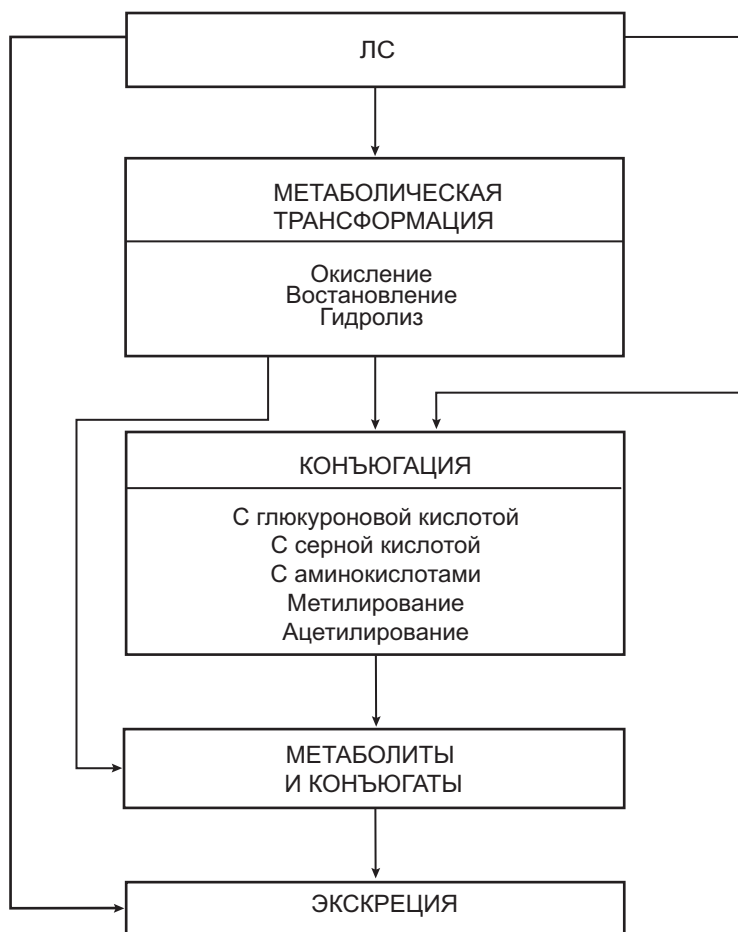 ЛС
МЕТАБОЛИЧЕСКАЯ
ТРАНСФОРМАЦИЯ
Окисление
Востановление
Гидролиз
КОНЪЮГАЦИЯ
С глюкуроновой кислотой
С серной кислотой
С аминокислотами
Метилирование
Ацетилирование
МЕТАБОЛИТЫ
И КОНЪЮГАТЫ
ЭКСКРЕЦИЯ